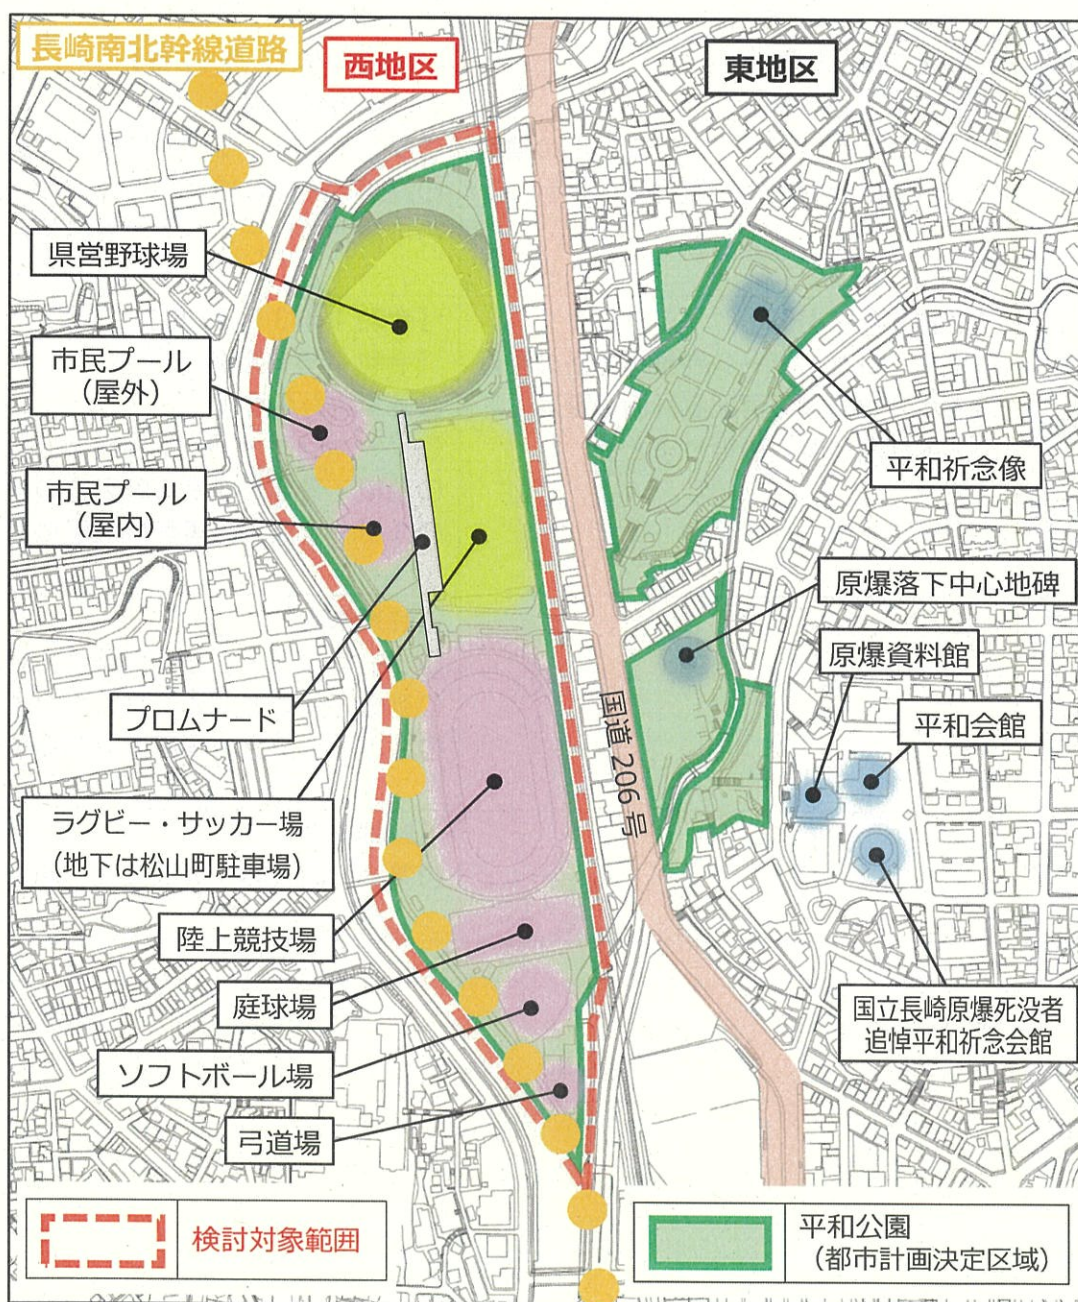 長崎南北幹線道路
西地区
東地区
県営野球場
市民プール
（屋外）
市民プール
（屋内）
平和祈念像
原爆落下中心地碑
原爆資料館
平和会館
プロムナード
国道 206 号
ラグビー・サッカー場
（地下は松山町駐車場）
陸上競技場
庭球場
国立長崎原爆死没者
追悼平和祈念会館
ソフトボール場
弓道場
検討対象範囲
平和公園
（都市計画決定区域）